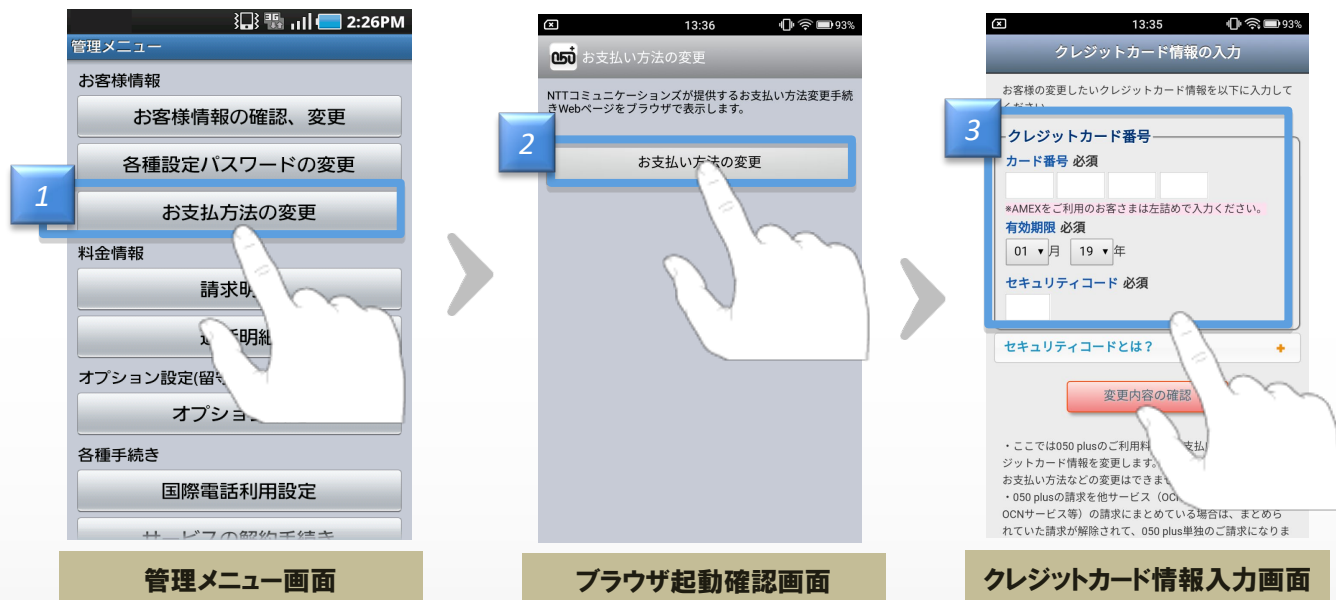 3G 2:26PM
管理メニュー
お客様情報
お客様情報の確認、変更
各種設定パスワードの変更
1
お支払方法の変更
料金情報
請求明
明細
オプション設定(留守
オプショ
各種手続き
国際電話利用設定
サービスの解約手続き
管理メニュー画面
13:36 93%
050+ お支払い方法の変更
NTTコミュニケーションズが提供するお支払い方法変更手続
きWebページをブラウザで表示します。
2
お支払い方法の変更
ブラウザ起動確認画面
13:35 93%
クレジットカード情報の入力
お客様の変更したいクレジットカード情報を以下に入力して
ください
3
クレジットカード番号
カード番号 必須
※AMEXをご利用のお客さまは左詰めで入力ください。
有効期限 必須
01 月 19 年
セキュリティコード 必須
セキュリティコードとは？ +
変更内容の確認
・ここでは050 plusのご利用料 支払
ジットカード情報を変更します。
お支払い方法などの変更はできま
・050 plusの請求を他サービス（OC
OCNサービス等）の請求にまとめている場合は、まとめら
れていた請求が解除されて、050 plus単独のご請求になりま
クレジットカード情報入力画面